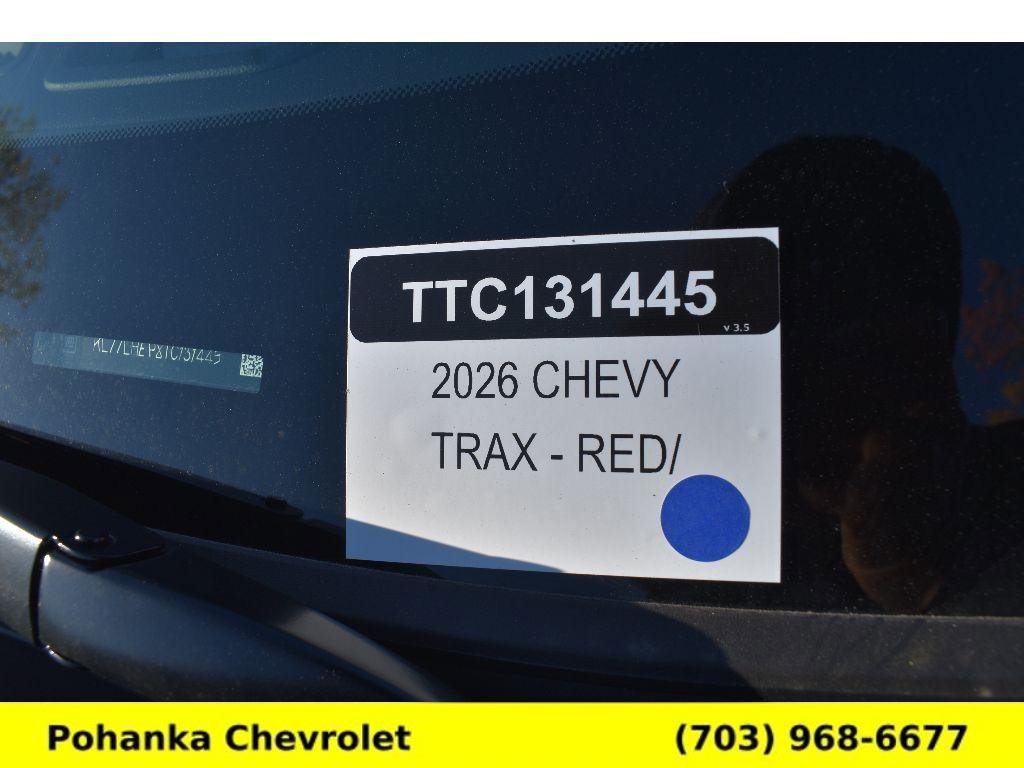 TTC131445
v 3.5
2026 CHEVY
TRAX - RED/
Pohanka Chevrolet (703) 968-6677